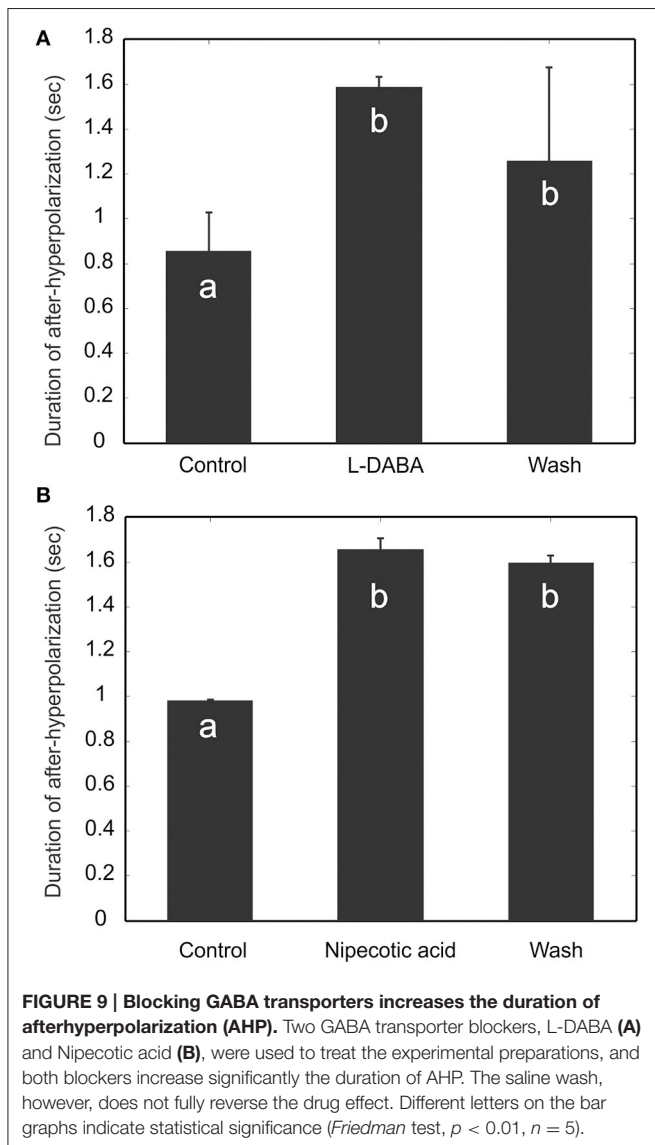 A
Duration of after-hyperpolarization (sec)
1.8
1.6
1.4
1.2
1
0.8
0.6
0.4
0.2
0
a
b
b
Control L-DABA Wash
B
Duration of after-hyperpolarization (sec)
1.8
1.6
1.4
1.2
1
0.8
0.6
0.4
0.2
0
a
b
b
Control Nipecotic acid Wash
FIGURE 9 | Blocking GABA transporters increases the duration of
afterhyperpolarization (AHP). Two GABA transporter blockers, L-DABA (A)
and Nipecotic acid (B), were used to treat the experimental preparations, and
both blockers increase significantly the duration of AHP. The saline wash,
however, does not fully reverse the drug effect. Different letters on the bar
graphs indicate statistical significance (Friedman test, p < 0.01, n = 5).